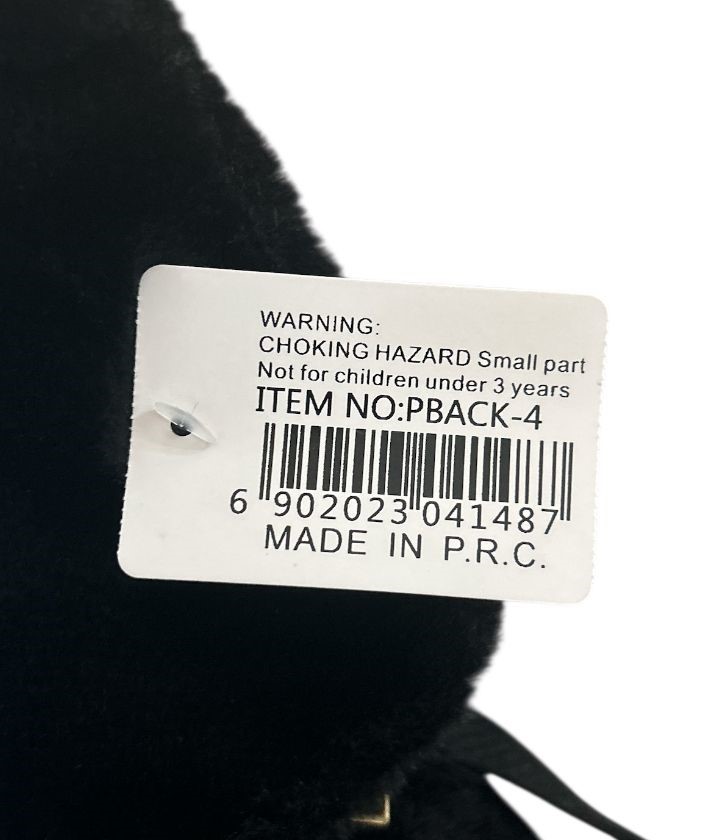 WARNING:
CHOKING HAZARD Small part
Not for children under 3 years
ITEM NO:PBACK-4
6 902023 041487
MADE IN P.R.C.